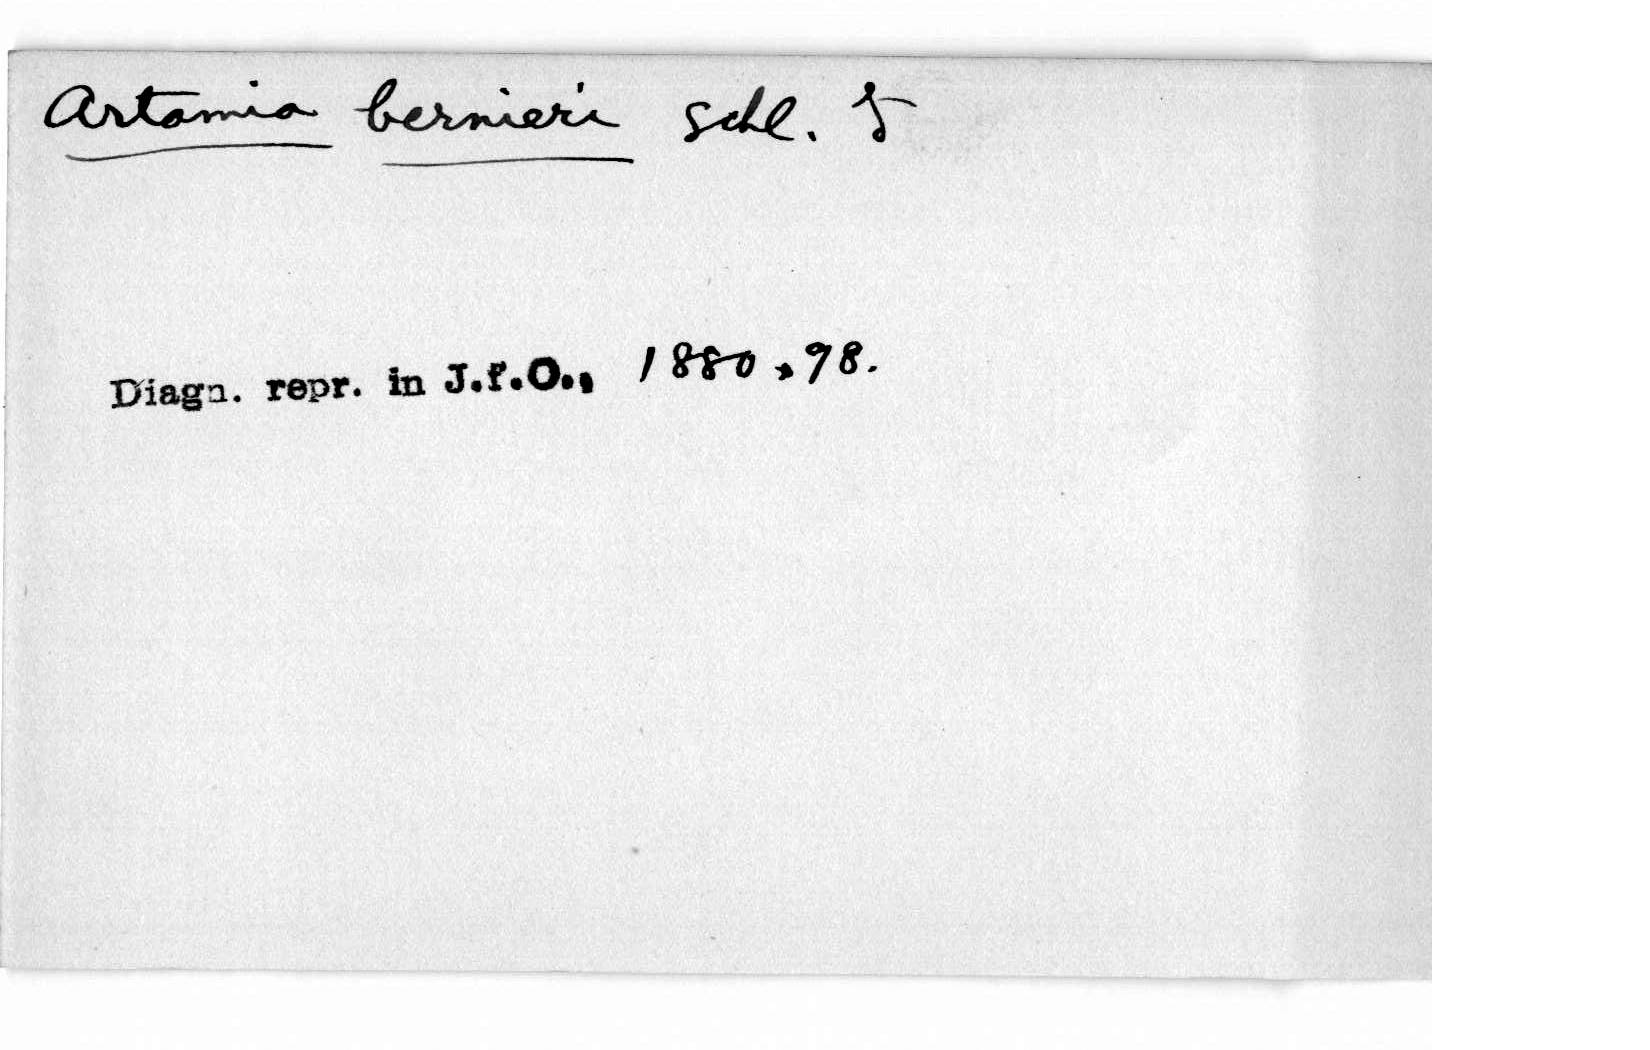 Artamia bernieri Schl.
Diagn. repr. in J.f.O., 1880, 98.